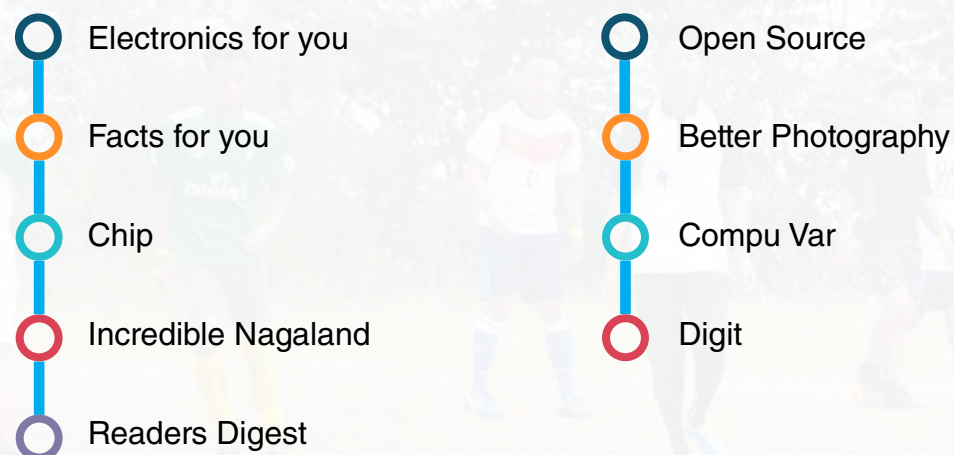 Electronics for you
Facts for you
Chip
Incredible Nagaland
Readers Digest
Open Source
Better Photography
Compu Var
Digit